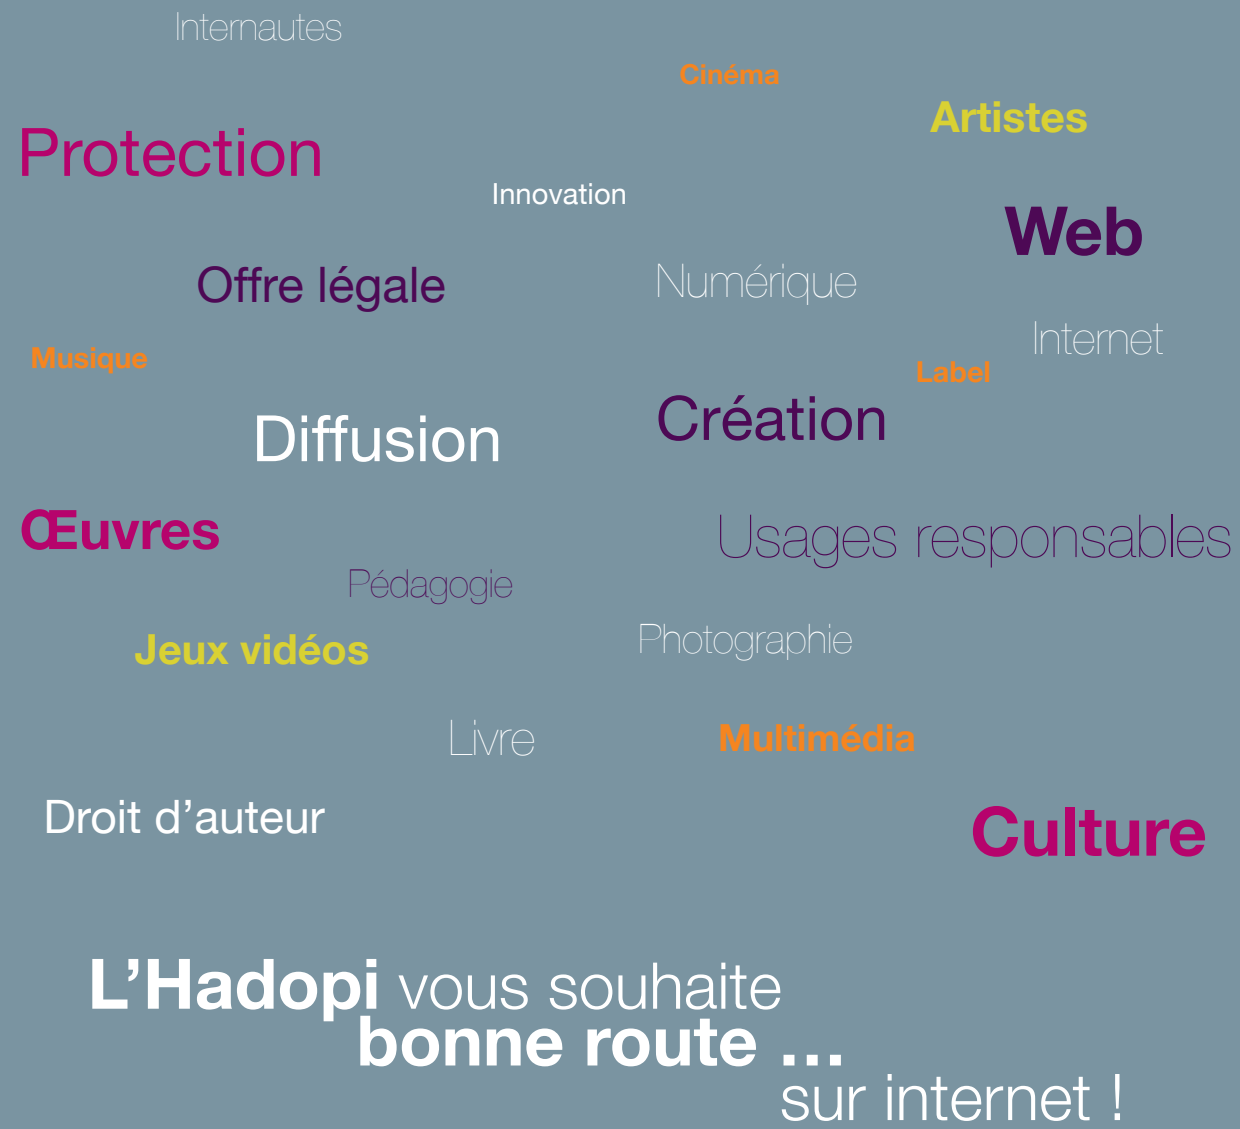 Internautes
Cinéma
Artistes
Protection
Innovation
Web
Offre légale
Numérique
Internet
Musique
Label
Création
Diffusion
Œuvres
Usages responsables
Pédagogie
Jeux vidéos
Photographie
Livre
Multimédia
Droit d’auteur
Culture
L’Hadopi vous souhaite
bonne route ...
sur internet !